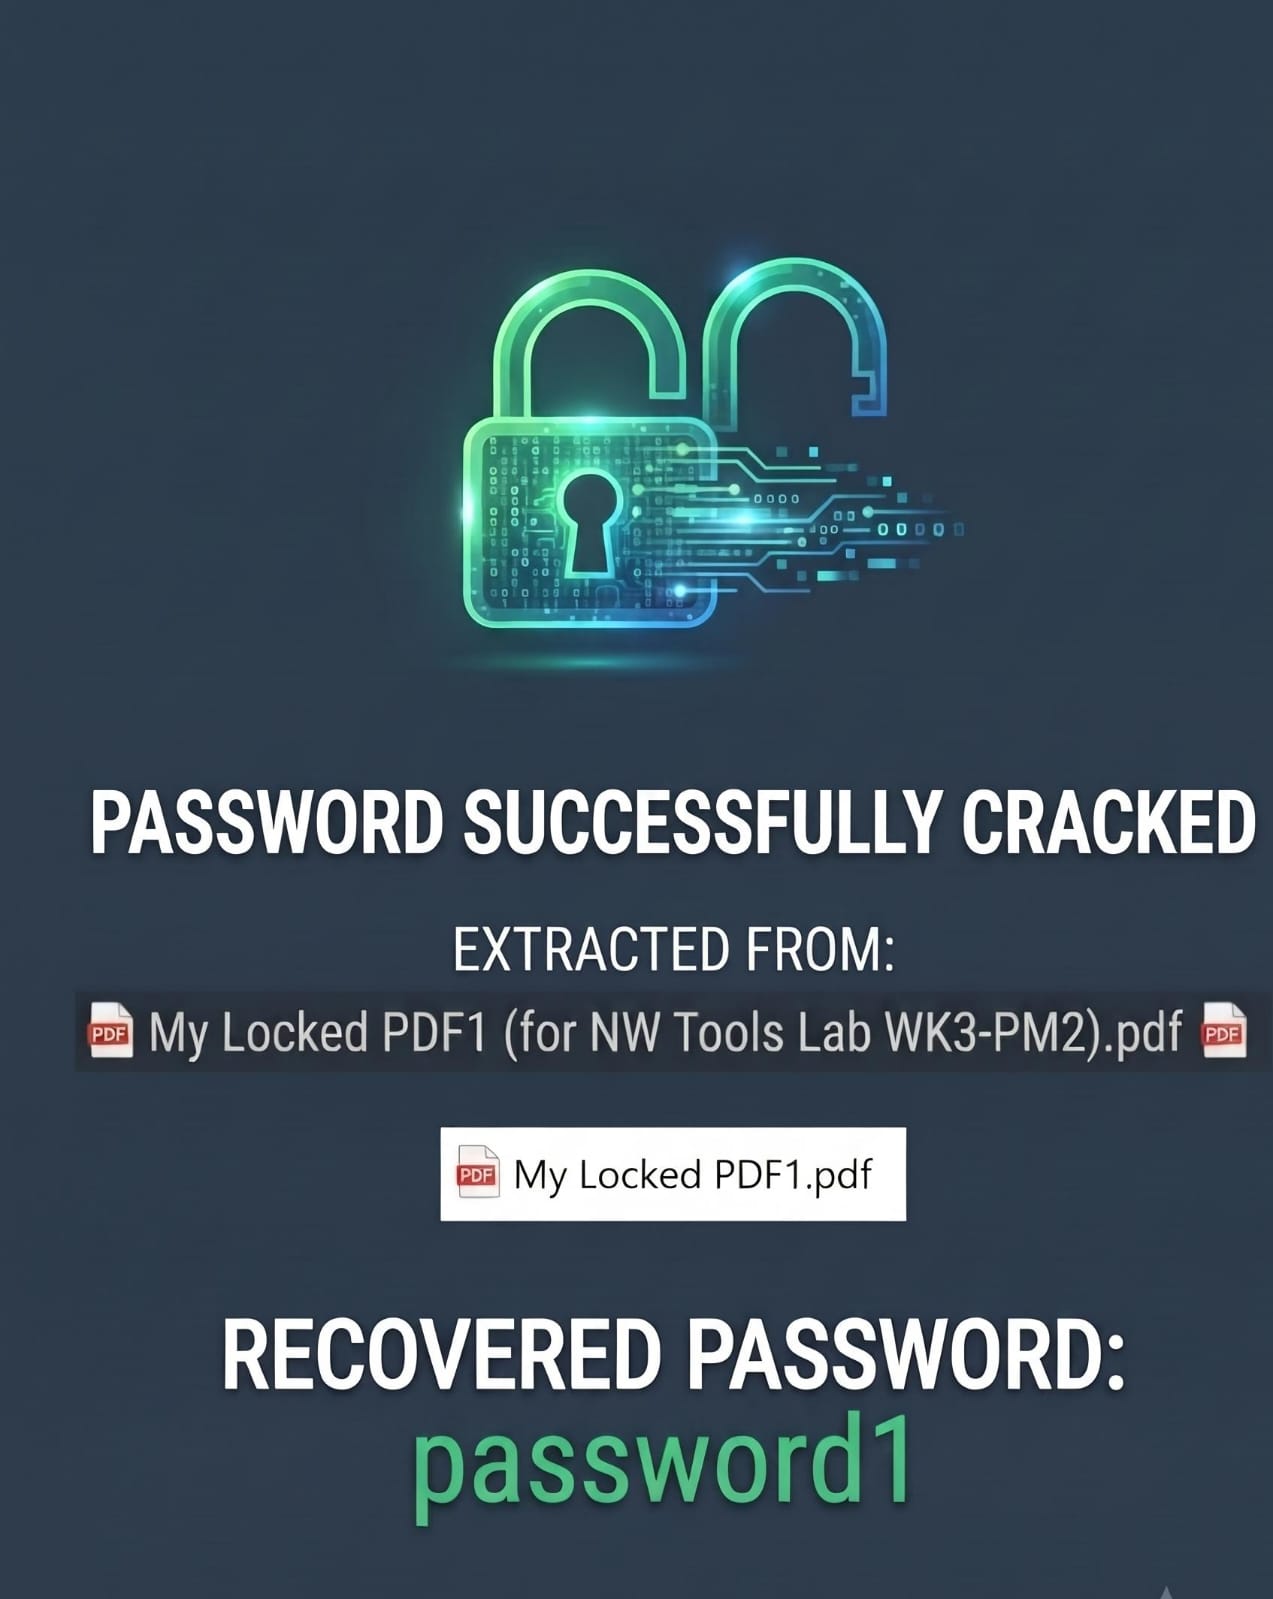 PASSWORD SUCCESSFULLY CRACKED
EXTRACTED FROM:
PDF My Locked PDF1 (for NW Tools Lab WK3-PM2).pdf PDF
PDF My Locked PDF1.pdf
RECOVERED PASSWORD:
password1